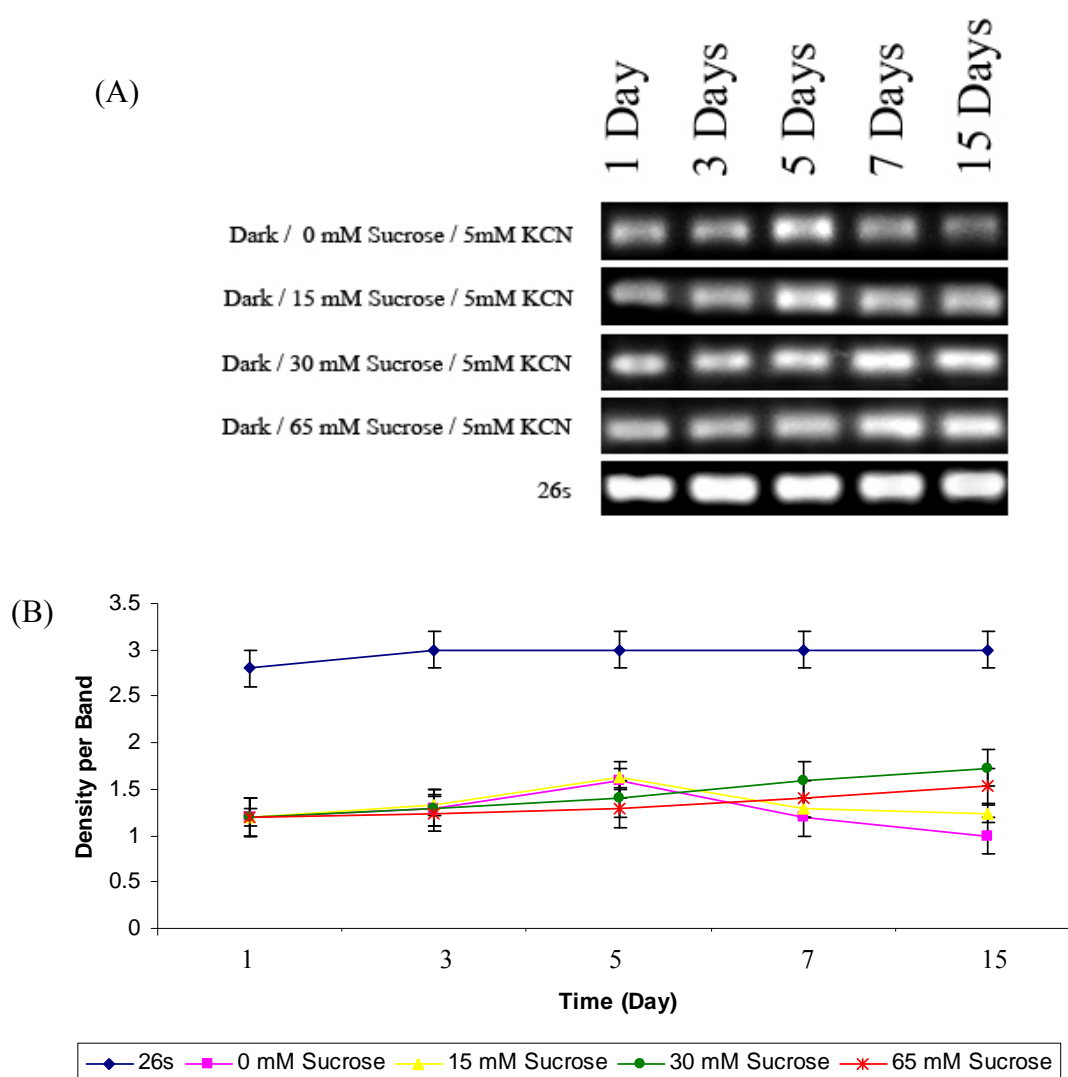 (A)
1 Day
3 Days
5 Days
7 Days
15 Days
Dark / 0 mM Sucrose / 5mM KCN
Dark / 15 mM Sucrose / 5mM KCN
Dark / 30 mM Sucrose / 5mM KCN
Dark / 65 mM Sucrose / 5mM KCN
26s
(B)
3.5
3
2.5
2
1.5
1
0.5
0
Density per Band
1 3 5 7 15
Time (Day)
26s 0 mM Sucrose 15 mM Sucrose 30 mM Sucrose 65 mM Sucrose